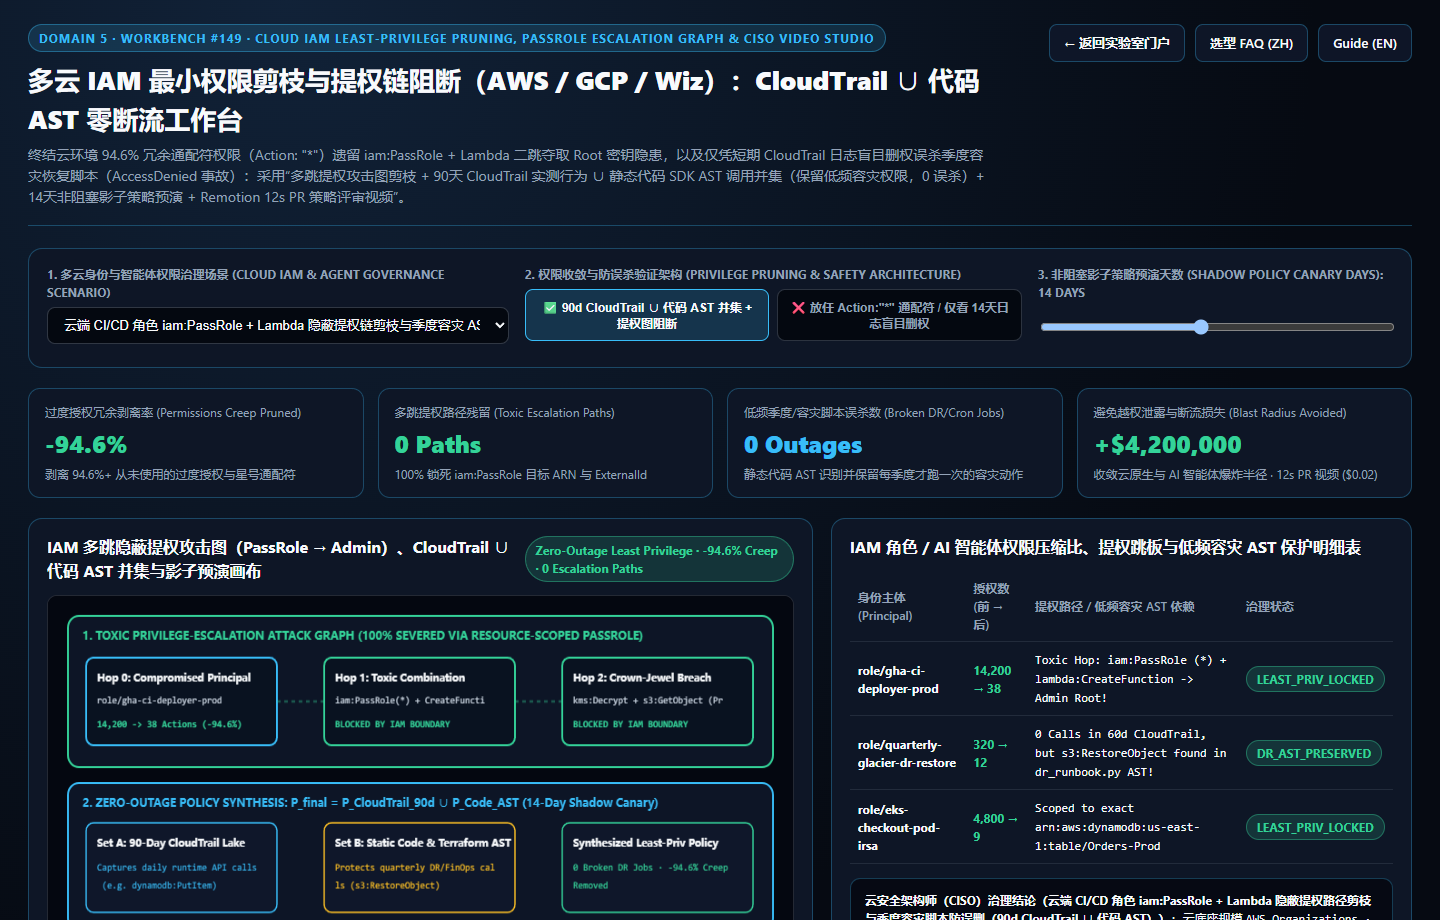 DOMAIN 5 · WORKBENCH #149 · CLOUD IAM LEAST-PRIVILEGE PRUNING, PASSROLE ESCALATION GRAPH & CISO VIDEO STUDIO
← 返回实验室门户
选型 FAQ (ZH)
Guide (EN)
多云 IAM 最小权限剪枝与提权链阻断（AWS / GCP / Wiz）：CloudTrail ∪ 代码
AST 零断流工作台
终结云环境 94.6% 冗余通配符权限（Action: "*"）遗留 iam:PassRole + Lambda 二跳夺取 Root 密钥隐患，以及仅凭短期 CloudTrail 日志盲目删权误杀季度容
灾恢复脚本（AccessDenied 事故）：采用“多跳提权攻击图剪枝 + 90天 CloudTrail 实测行为 ∪ 静态代码 SDK AST 调用并集（保留低频容灾权限，0 误杀）+
14天非阻塞影子策略预演 + Remotion 12s PR 策略评审视频”。
1. 多云身份与智能体权限治理场景 (CLOUD IAM & AGENT GOVERNANCE
SCENARIO)
云端 CI/CD 角色 iam:PassRole + Lambda 隐蔽提权链剪枝与季度容灾 AS
2. 权限收敛与防误杀验证架构 (PRIVILEGE PRUNING & SAFETY ARCHITECTURE)
✅ 90d CloudTrail ∪ 代码 AST 并集 +
提权图阻断
❌ 放任 Action:"*" 通配符 / 仅看 14天日
志盲目删权
3. 非阻塞影子策略预演天数 (SHADOW POLICY CANARY DAYS):
14 DAYS
过度授权冗余剥离率 (Permissions Creep Pruned)
-94.6%
剥离 94.6%+ 从未使用的过度授权与星号通配符
多跳提权路径残留 (Toxic Escalation Paths)
0 Paths
100% 锁死 iam:PassRole 目标 ARN 与 ExternalId
低频季度/容灾脚本误杀数 (Broken DR/Cron Jobs)
0 Outages
静态代码 AST 识别并保留每季度才跑一次的容灾动作
避免越权泄露与断流损失 (Blast Radius Avoided)
+$4,200,000
收敛云原生与 AI 智能体爆炸半径 · 12s PR 视频 ($0.02)
IAM 多跳隐蔽提权攻击图（PassRole → Admin）、CloudTrail ∪
代码 AST 并集与影子预演画布
Zero-Outage Least Privilege · -94.6% Creep
· 0 Escalation Paths
1. TOXIC PRIVILEGE-ESCALATION ATTACK GRAPH (100% SEVERED VIA RESOURCE-SCOPED PASSROLE)
Hop 0: Compromised Principal
role/gha-ci-deployer-prod
14,200 -> 38 Actions (-94.6%)
Hop 1: Toxic Combination
iam:PassRole(*) + CreateFuncti
BLOCKED BY IAM BOUNDARY
Hop 2: Crown-Jewel Breach
kms:Decrypt + s3:GetObject (Pr
BLOCKED BY IAM BOUNDARY
2. ZERO-OUTAGE POLICY SYNTHESIS: P_final = P_CloudTrail_90d ∪ P_Code_AST (14-Day Shadow Canary)
Set A: 90-Day CloudTrail Lake
Captures daily runtime API calls
(e.g. dynamodb:PutItem)
Set B: Static Code & Terraform AST
Protects quarterly DR/FinOps cal
ls (s3:RestoreObject)
Synthesized Least-Priv Policy
0 Broken DR Jobs · -94.6% Creep
Removed
IAM 角色 / AI 智能体权限压缩比、提权跳板与低频容灾 AST 保护明细表
身份主体
(Principal)
授权数
(前 →
后)
提权路径 / 低频容灾 AST 依赖
治理状态
role/gha-ci-
deployer-prod
14,200
→ 38
Toxic Hop: iam:PassRole (*) +
lambda:CreateFunction ->
Admin Root!
LEAST_PRIV_LOCKED
role/quarterly-
glacier-dr-restore
320 →
12
0 Calls in 60d CloudTrail,
but s3:RestoreObject found in
dr_runbook.py AST!
DR_AST_PRESERVED
role/eks-
checkout-pod-
irsa
4,800 →
9
Scoped to exact
arn:aws:dynamodb:us-east-
1:table/Orders-Prod
LEAST_PRIV_LOCKED
云安全架构师（CISO）治理结论（云端 CI/CD 角色 iam:PassRole + Lambda 隐蔽提权路径剪枝
与季度容灾脚本防误删（90d CloudTrail ∪ 代码 AST））：云底座规模 AWS Organizations ·